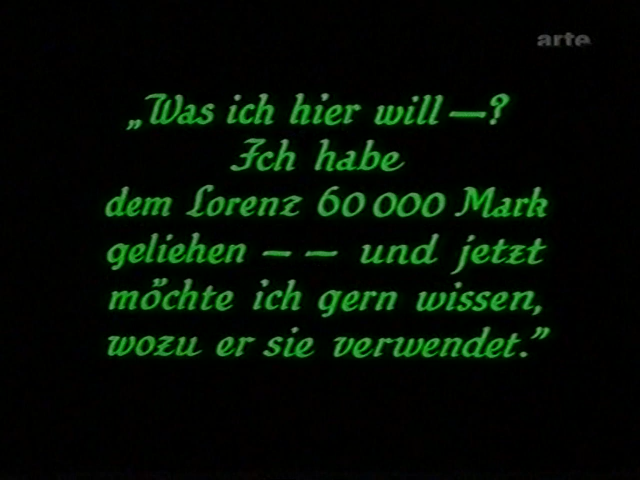 arte
„Was ich hier will —?
Ich habe
dem Lorenz 60 000 Mark
geliehen — — und jetzt
möchte ich gern wissen,
wozu er sie verwendet.”